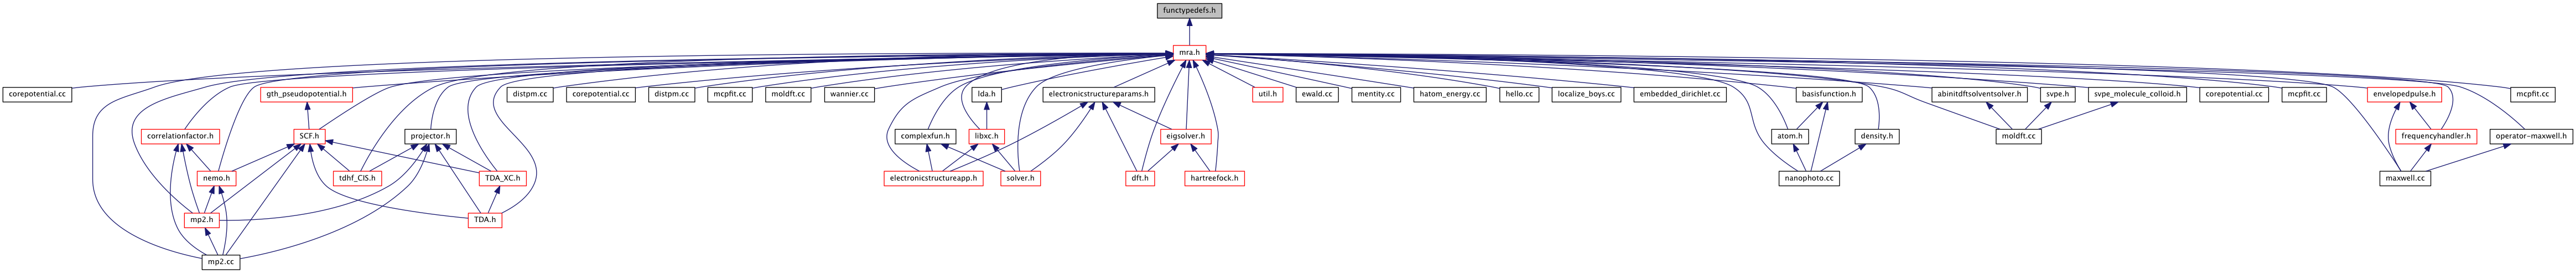 functypedefs.h
mra.h
corepotential.cc
gth_pseudopotential.h
distpm.cc
corepotential.cc
distpm.cc
mcpfit.cc
moldft.cc
wannier.cc
lda.h
electronicstructureparams.h
util.h
ewald.cc
mentity.cc
hatom_energy.cc
hello.cc
localize_boys.cc
embedded_dirichlet.cc
basisfunction.h
abinitdftsolventsolver.h
svpe.h
svpe_molecule_colloid.h
corepotential.cc
mcpfit.cc
envelopedpulse.h
mcpfit.cc
correlationfactor.h
SCF.h
projector.h
complexfun.h
libxc.h
eigsolver.h
atom.h
density.h
moldft.cc
frequencyhandler.h
operator-maxwell.h
nemo.h
tdhf_CIS.h
TDA_XC.h
electronicstructureapp.h
solver.h
dft.h
hartreefock.h
nanophoto.cc
maxwell.cc
mp2.h
TDA.h
mp2.cc